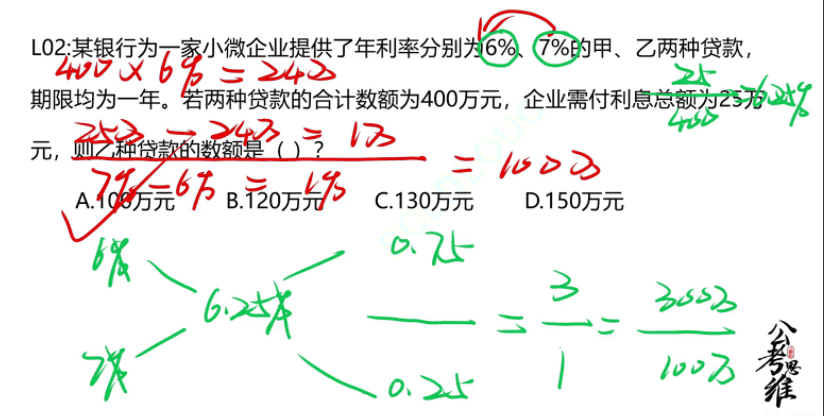 L02:某银行为一家小微企业提供了年利率分别为6%、7%的甲、乙两种贷款，
400×6%=24万
25/400=6.25%
期限均为一年。若两种贷款的合计数额为400万元，企业需付利息总额为25万
元，则乙种贷款的数额是（ ）？
25万-24万=1万
7%-6%=1%
=100万
A.100万元 B.120万元 C.130万元 D.150万元
6% 0.75
6.25% = 3/1 = 300万/100万
7% 0.25
公考思维